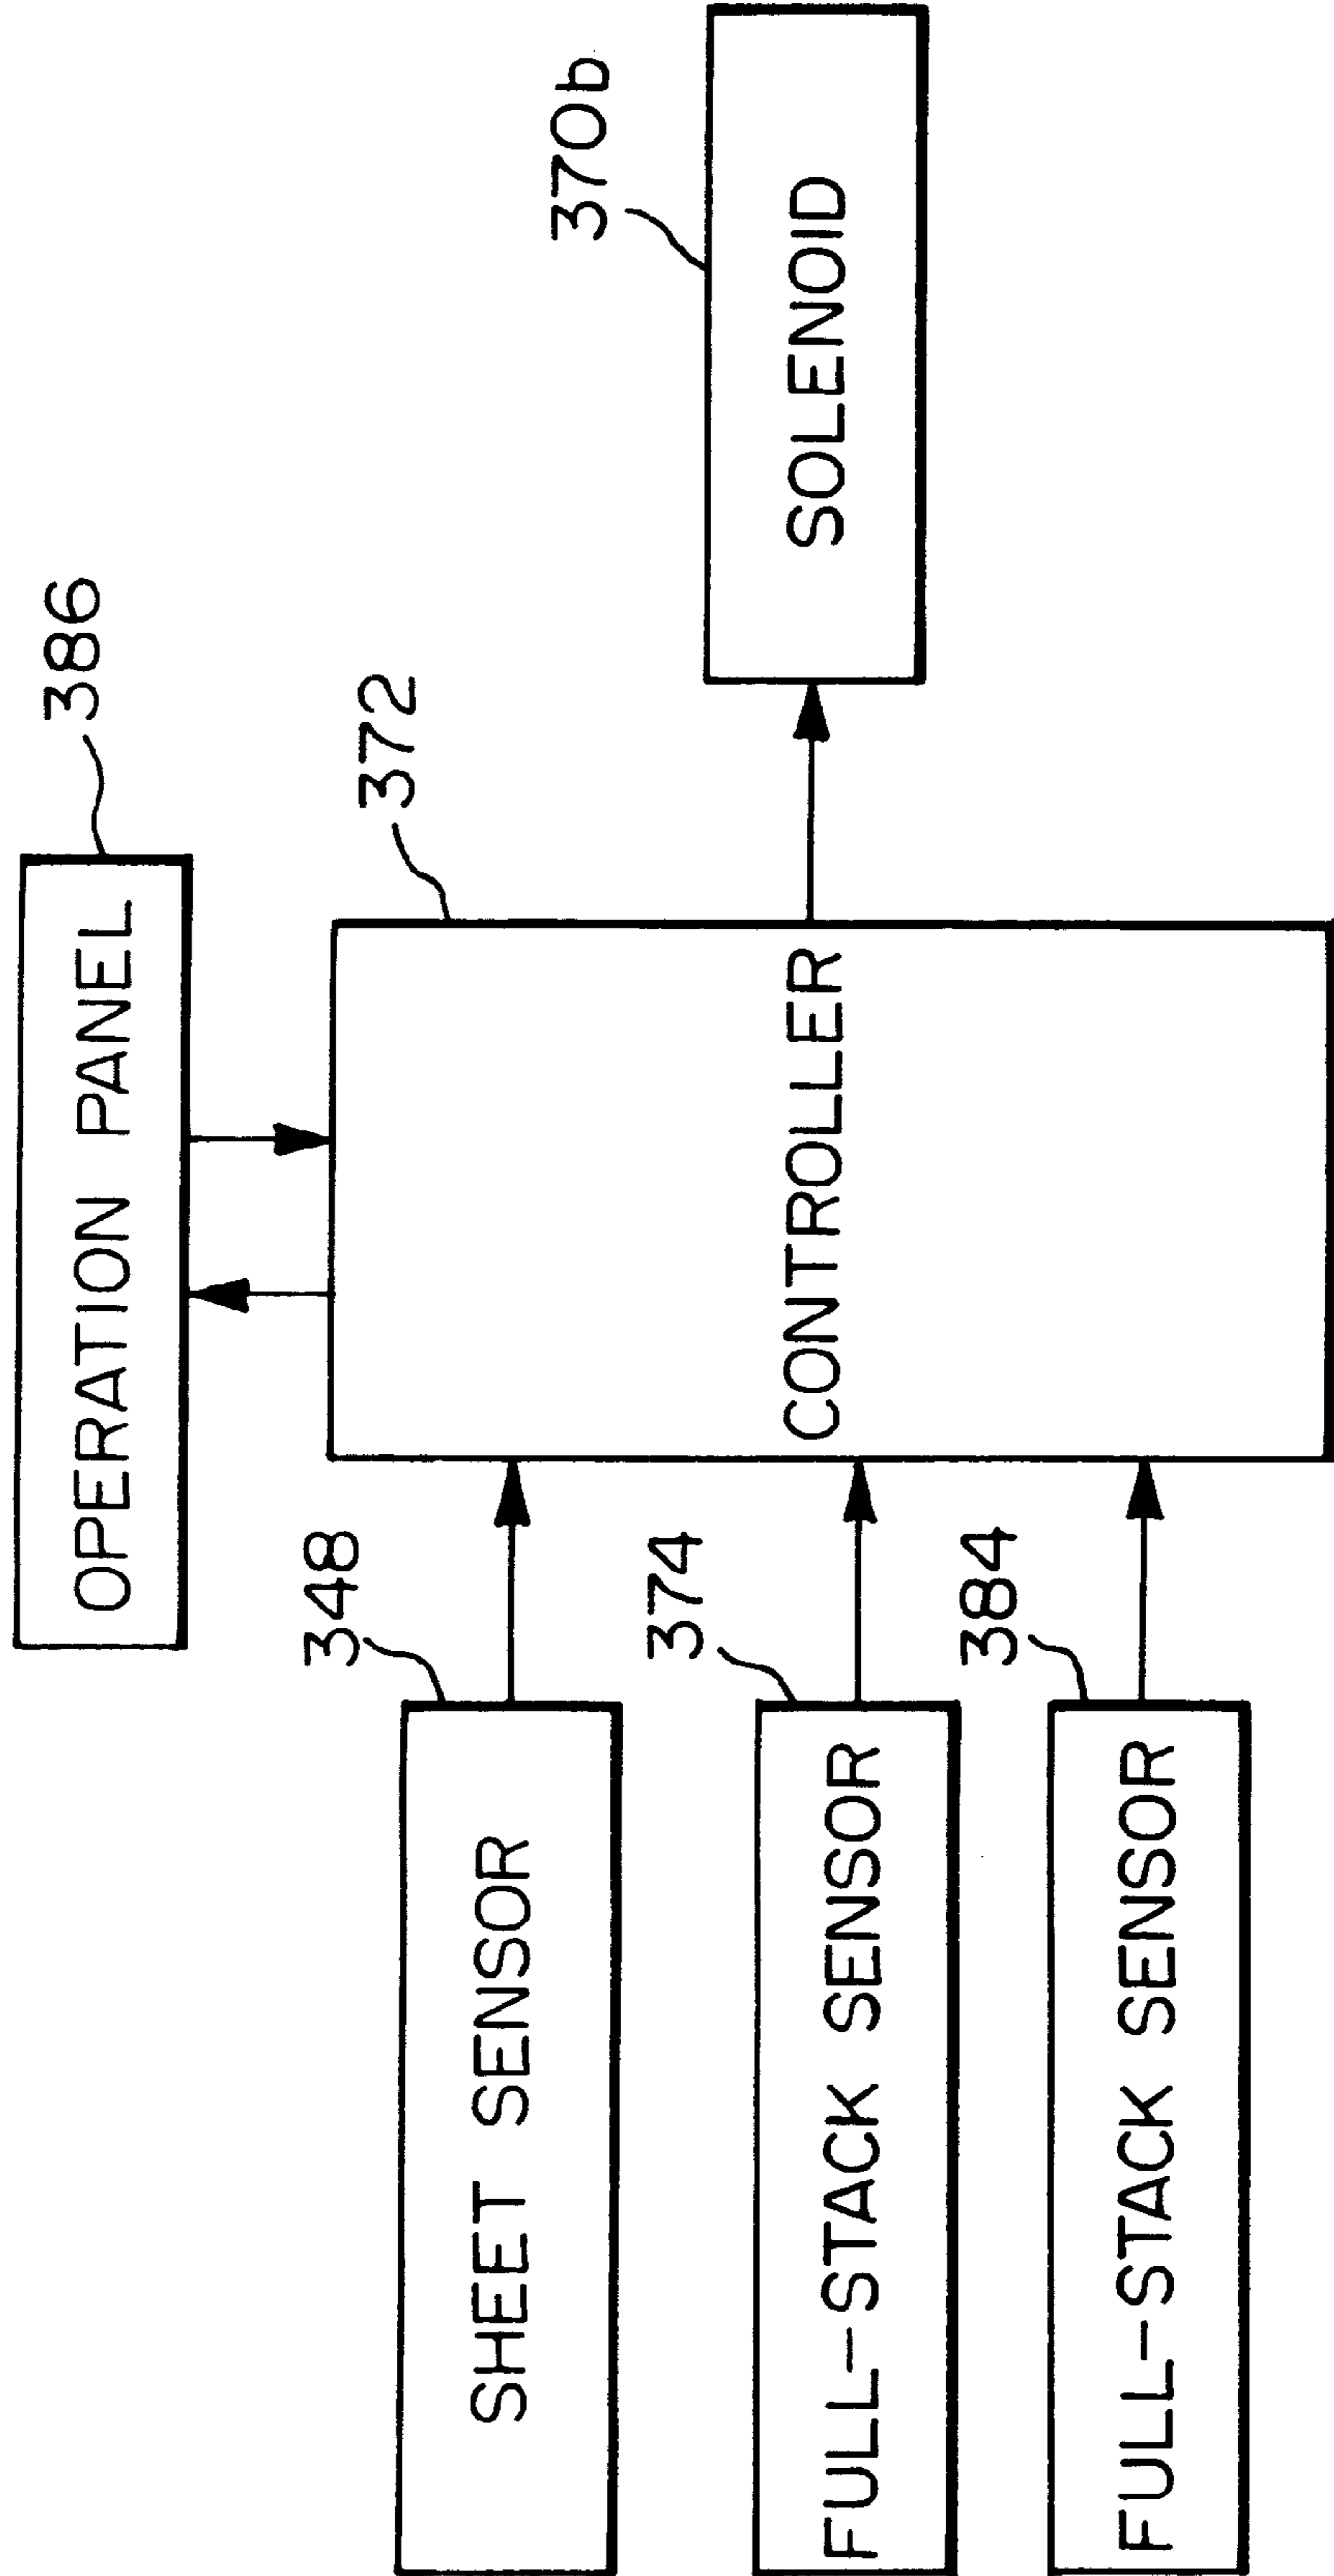 OPERATION PANEL
386
348
SHEET SENSOR
372
CONTROLLER
370b
SOLENOID
374
FULL-STACK SENSOR
384
FULL-STACK SENSOR